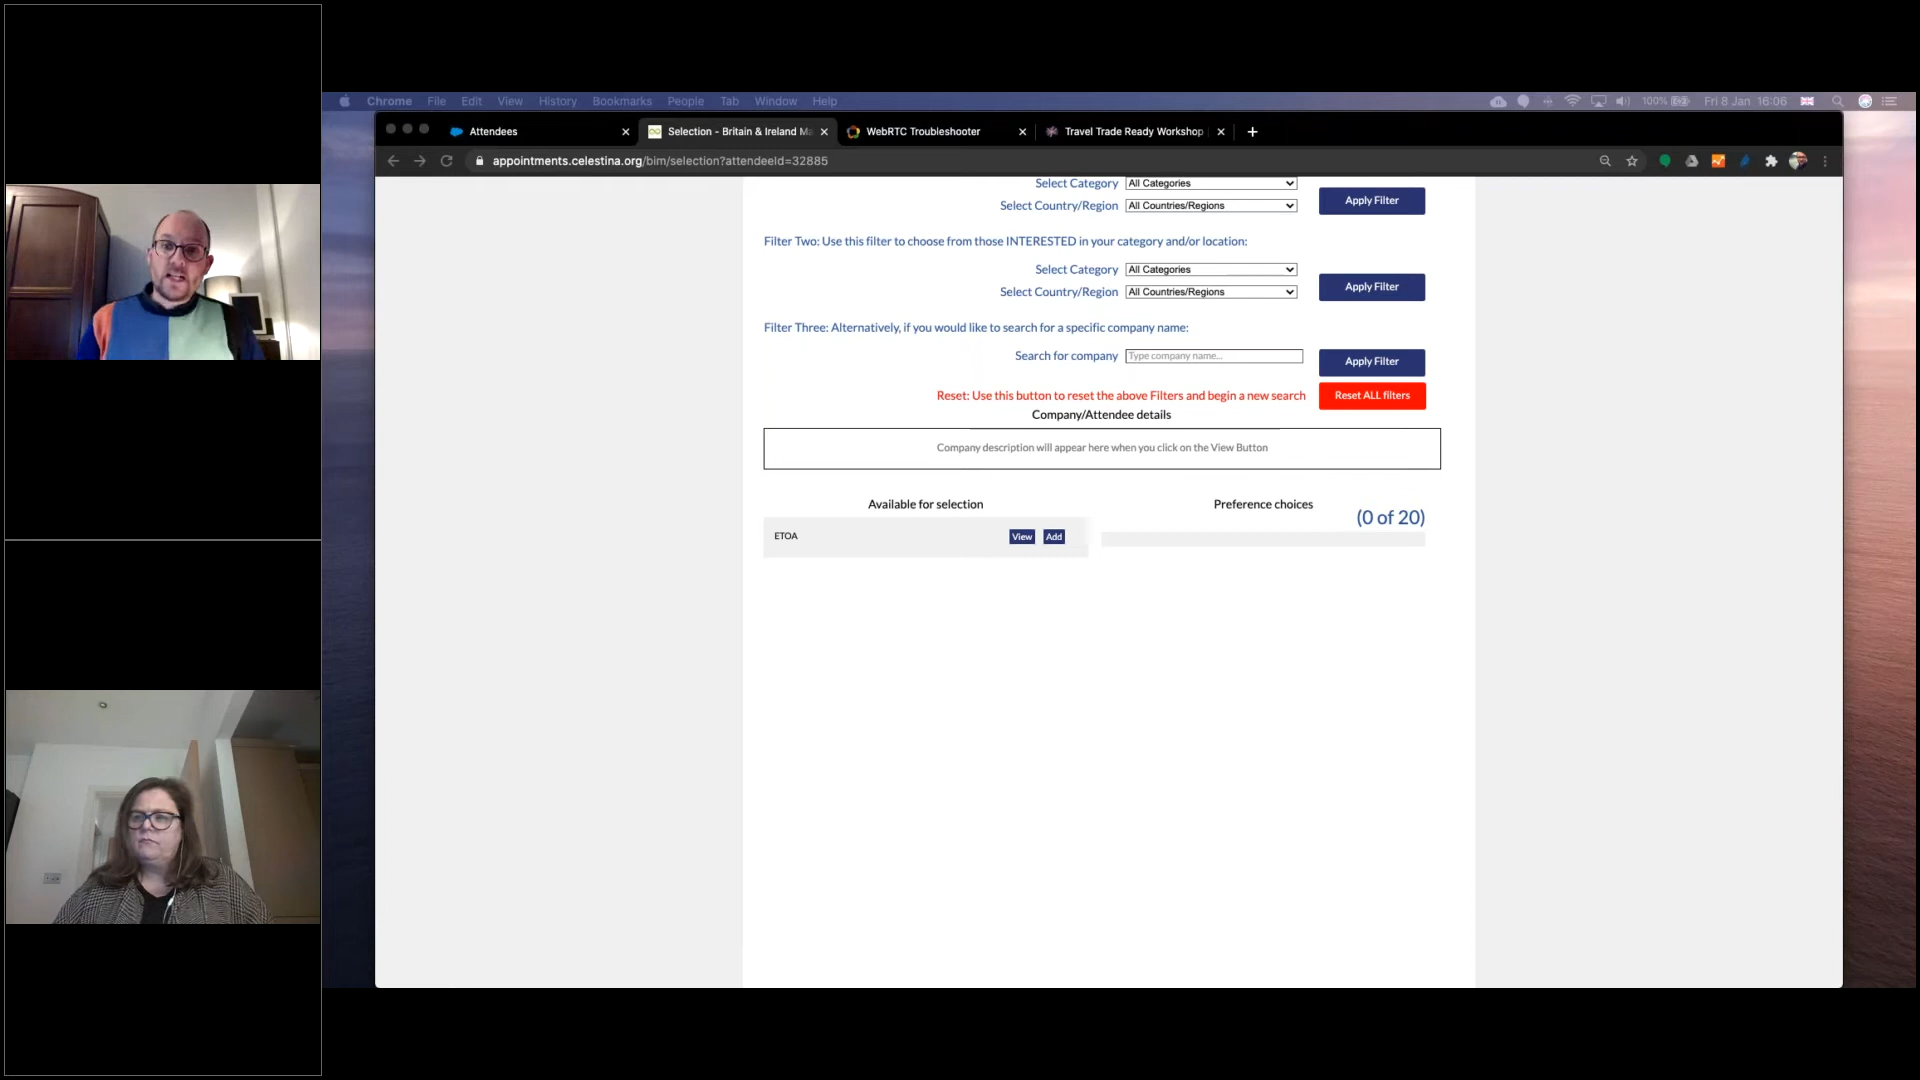 Chrome File Edit View History Bookmarks People Tab Window Help 100% Fri 8 Jan 16:06
Attendees Selection - Britain & Ireland Ma WebRTC Troubleshooter Travel Trade Ready Workshop
appointments.celestina.org/bim/selection?attendeeId=32885
Select Category All Categories
Apply Filter
Select Country/Region All Countries/Regions
Filter Two: Use this filter to choose from those INTERESTED in your category and/or location:
Select Category All Categories
Apply Filter
Select Country/Region All Countries/Regions
Filter Three: Alternatively, if you would like to search for a specific company name:
Search for company Type company name... Apply Filter
Reset: Use this button to reset the above Filters and begin a new search Reset ALL filters
Company/Attendee details
Company description will appear here when you click on the View Button
Available for selection Preference choices
(0 of 20)
ETOA View Add